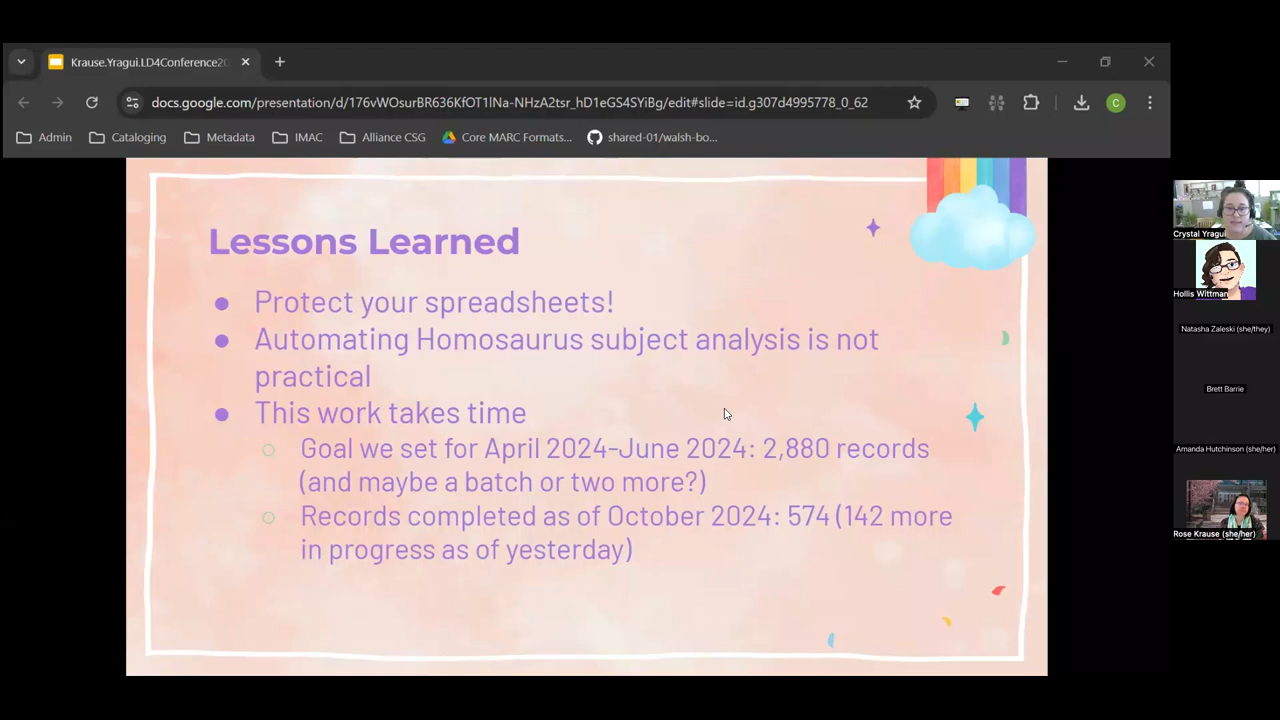 Krause.Yragui.LD4Conference20
docs.google.com/presentation/d/176vWOsurBR636KfOT1lNa-NHzA2tsr_hD1eGS4SYiBg/edit#slide=id.g307d4995778_0_62
C
Admin
Cataloging
Metadata
IMAC
Alliance CSG
Core MARC Formats...
shared-01/walsh-bo...
Lessons Learned
● Protect your spreadsheets!
● Automating Homosaurus subject analysis is not
practical
● This work takes time
○ Goal we set for April 2024-June 2024: 2,880 records
(and maybe a batch or two more?)
○ Records completed as of October 2024: 574 (142 more
in progress as of yesterday)
Crystal Yragui
Hollis Wittman
Natasha Zaleski (she/they)
Brett Barrie
Amanda Hutchinson (she/her)
Rose Krause (she/her)